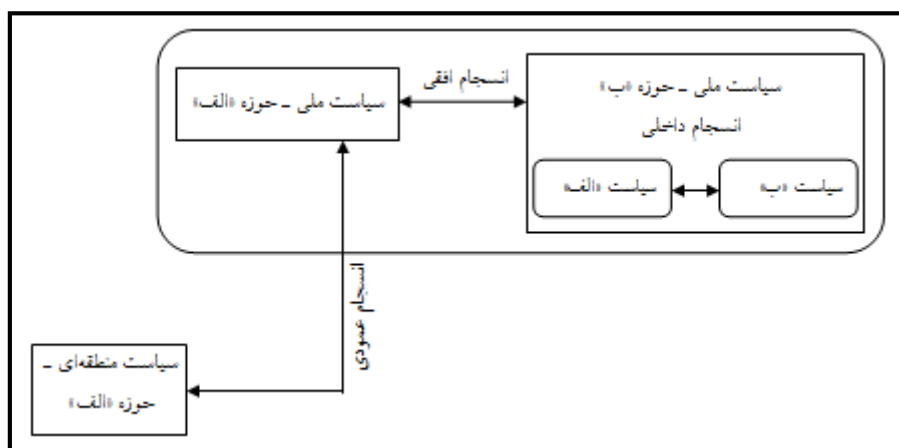 سیاست ملی ـ حوزه «ب»
انسجام داخلی
سیاست «ب»
سیاست «الف»
انسجام افقی
سیاست ملی ـ حوزه «الف»
انسجام عمودی
سیاست منطقه‌ای ـ
حوزه «الف»